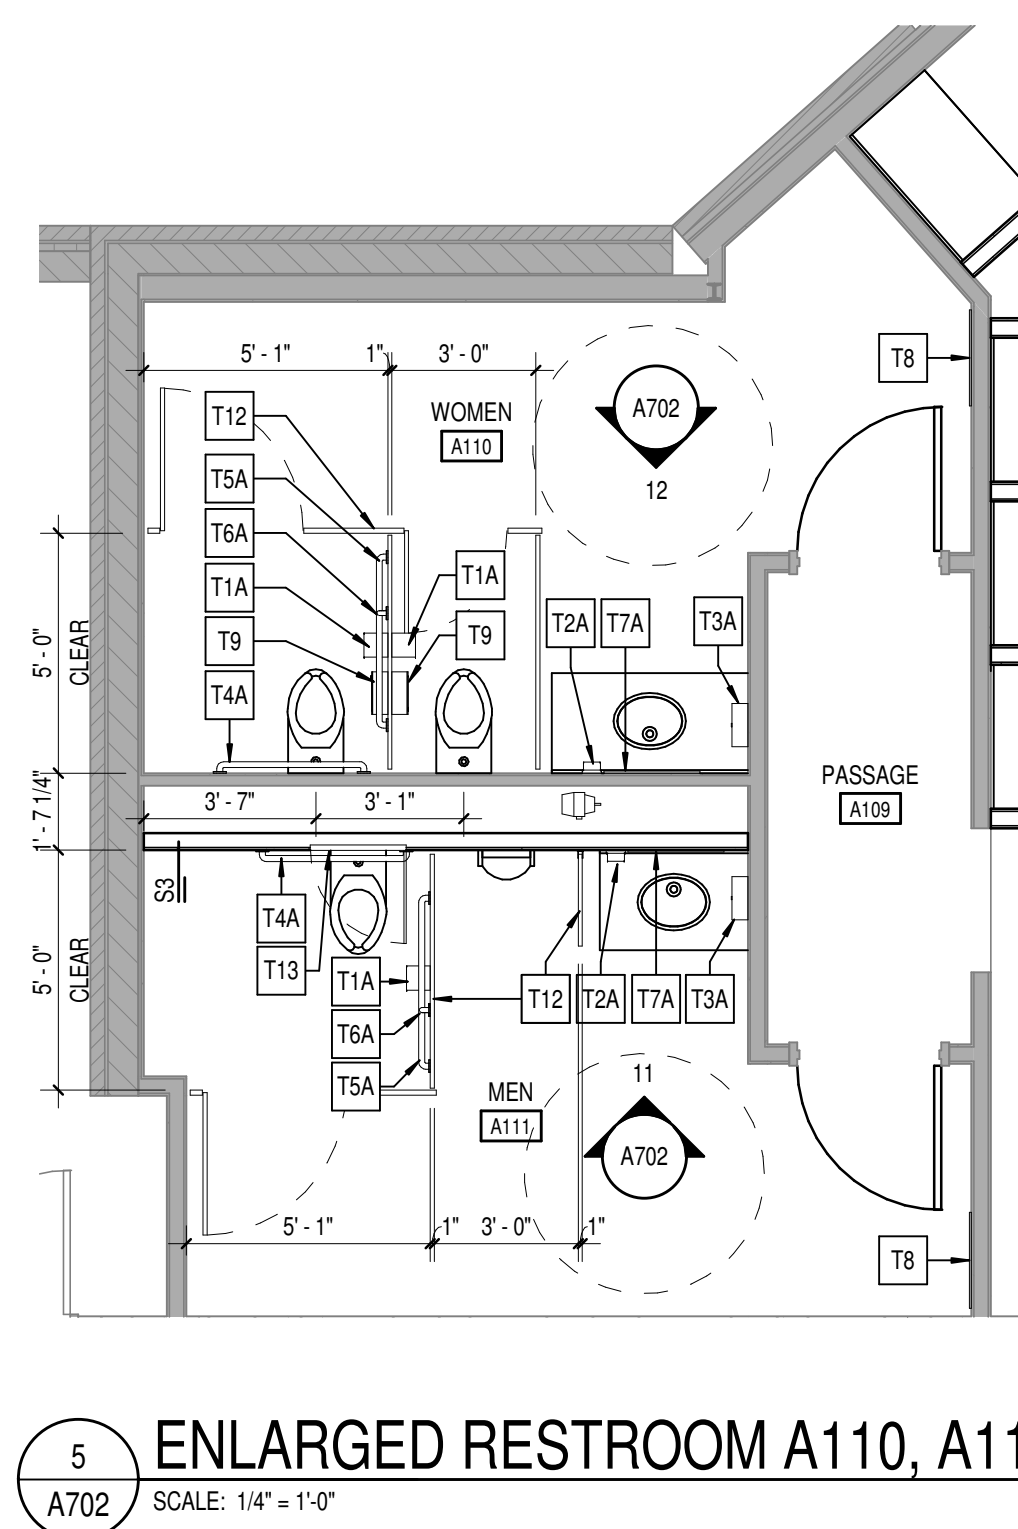 5' - 1" 1" 3' - 0"
T8
A702
12
WOMEN
A110
T12
T5A
T6A
T1A
T9
T4A
T1A
T9
T2A T7A T3A
5' - 0"
CLEAR
1' - 7 1/4"
3' - 7" 3' - 1"
PASSAGE
A109
S3
5' - 0"
CLEAR
T4A
T13
T1A
T6A
T5A
T12 T2A T7A T3A
MEN
A111
11
A702
5' - 1" 1" 3' - 0" 1"
T8
5
A702
ENLARGED RESTROOM A110, A11
SCALE: 1/4" = 1'-0"